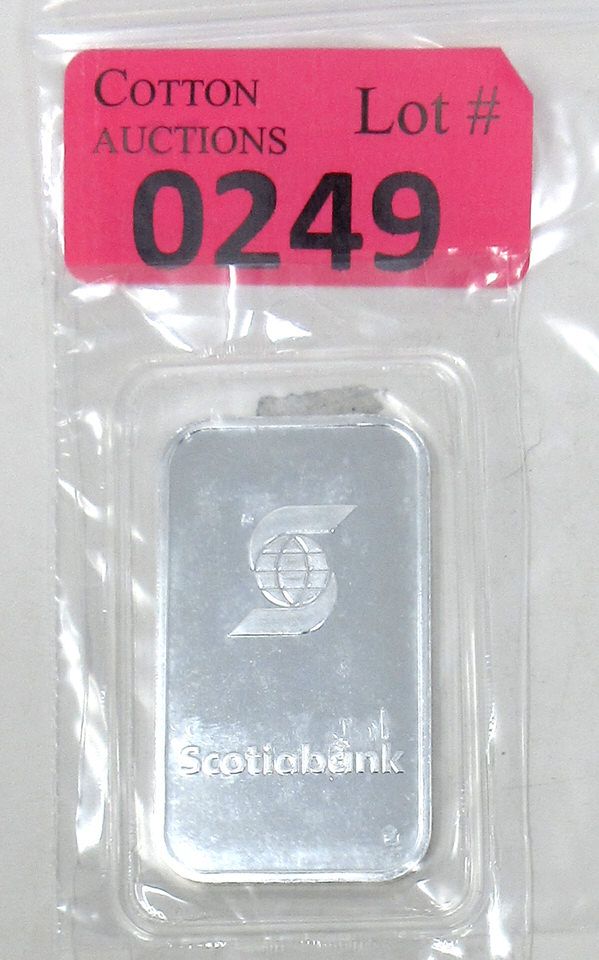 COTTON AUCTIONS Lot #
0249
Scotiabank